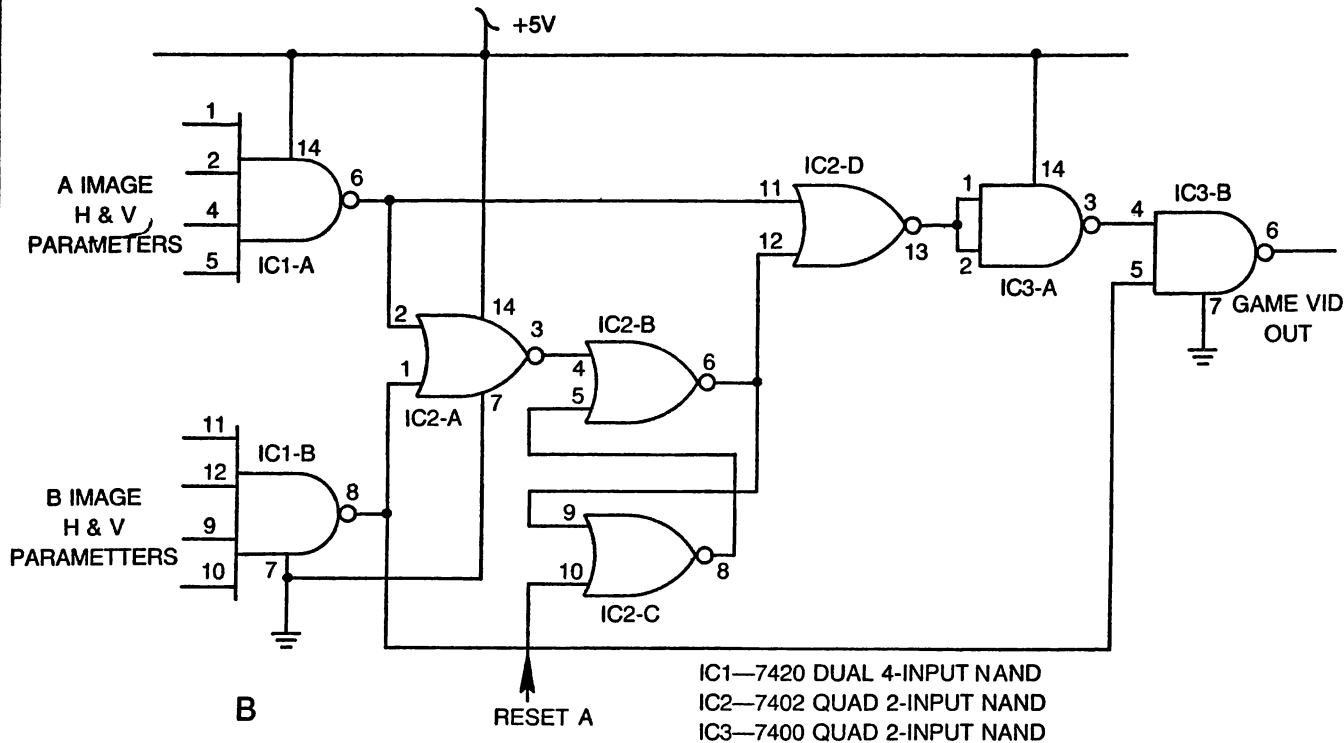 +5V
1
2
4
5
14
6
A IMAGE
H & V
PARAMETERS
IC1-A
IC2-D
11
12
13
1
2
14
3
IC3-A
IC3-B
4
5
6
7
GAME VID
OUT
2
1
14
3
7
IC2-A
IC2-B
4
5
6
11
12
9
10
IC1-B
8
7
B IMAGE
H & V
PARAMETTERS
9
10
8
IC2-C
RESET A
B
IC1—7420 DUAL 4-INPUT NAND
IC2—7402 QUAD 2-INPUT NAND
IC3—7400 QUAD 2-INPUT NAND